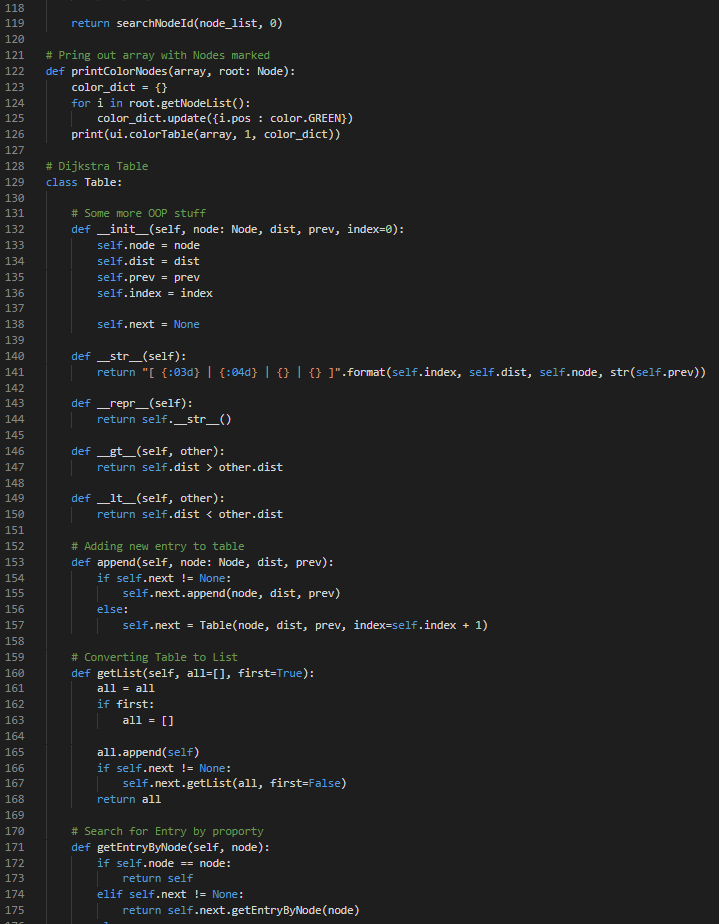 118
119 return searchNodeId(node_list, 0)
120
121 # Pring out array with Nodes marked
122 def printColorNodes(array, root: Node):
123 color_dict = {}
124 for i in root.getNodeList():
125 color_dict.update({i.pos : color.GREEN})
126 print(ui.colorTable(array, 1, color_dict))
127
128 # Dijkstra Table
129 class Table:
130
131 # Some more OOP stuff
132 def __init__(self, node: Node, dist, prev, index=0):
133 self.node = node
134 self.dist = dist
135 self.prev = prev
136 self.index = index
137
138 self.next = None
139
140 def __str__(self):
141 return "[ {:03d} | {:04d} | {} | {} ]".format(self.index, self.dist, self.node, str(self.prev))
142
143 def __repr__(self):
144 return self.__str__()
145
146 def __gt__(self, other):
147 return self.dist > other.dist
148
149 def __lt__(self, other):
150 return self.dist < other.dist
151
152 # Adding new entry to table
153 def append(self, node: Node, dist, prev):
154 if self.next != None:
155 self.next.append(node, dist, prev)
156 else:
157 self.next = Table(node, dist, prev, index=self.index + 1)
158
159 # Converting Table to List
160 def getList(self, all=[], first=True):
161 all = all
162 if first:
163 all = []
164
165 all.append(self)
166 if self.next != None:
167 self.next.getList(all, first=False)
168 return all
169
170 # Search for Entry by proporty
171 def getEntryByNode(self, node):
172 if self.node == node:
173 return self
174 elif self.next != None:
175 return self.next.getEntryByNode(node)